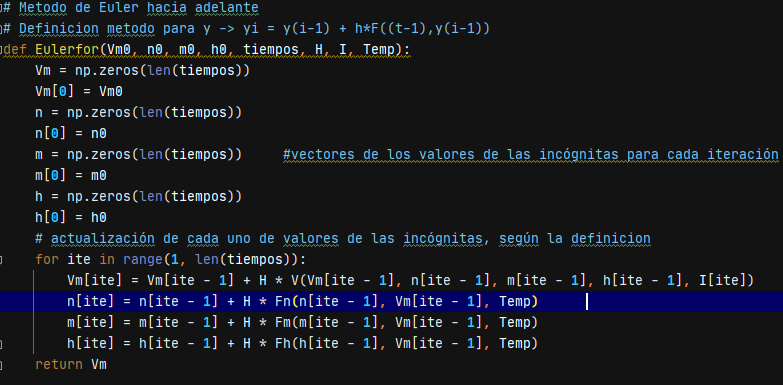 # Metodo de Euler hacia adelante
# Definicion metodo para y -> yi = y(i-1) + h*F((t-1),y(i-1))
def Eulerfor(Vm0, n0, m0, h0, tiempos, H, I, Temp):
    Vm = np.zeros(len(tiempos))
    Vm[0] = Vm0
    n = np.zeros(len(tiempos))
    n[0] = n0
    m = np.zeros(len(tiempos))     #vectores de los valores de las incógnitas para cada iteración
    m[0] = m0
    h = np.zeros(len(tiempos))
    h[0] = h0
    # actualización de cada uno de valores de las incógnitas, según la definicion
    for ite in range(1, len(tiempos)):
        Vm[ite] = Vm[ite - 1] + H * V(Vm[ite - 1], n[ite - 1], m[ite - 1], h[ite - 1], I[ite])
        n[ite] = n[ite - 1] + H * Fn(n[ite - 1], Vm[ite - 1], Temp)
        m[ite] = m[ite - 1] + H * Fm(m[ite - 1], Vm[ite - 1], Temp)
        h[ite] = h[ite - 1] + H * Fh(h[ite - 1], Vm[ite - 1], Temp)
    return Vm